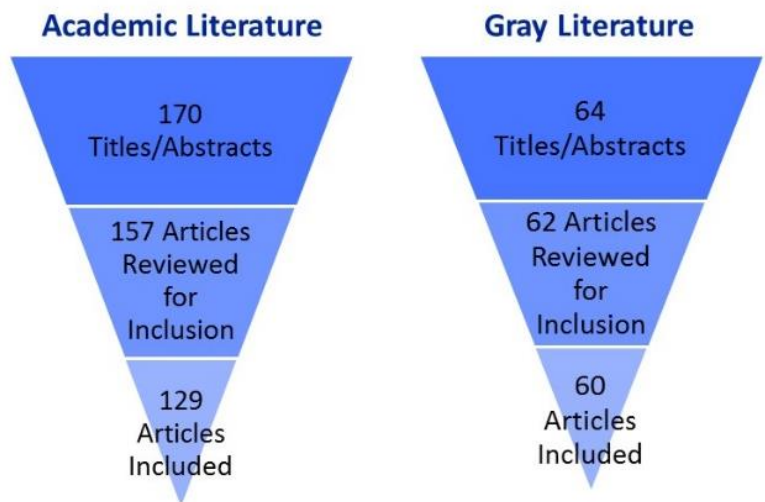 Academic Literature
170
Titles/Abstracts
157 Articles
Reviewed
for
Inclusion
129
Articles
Included
Gray Literature
64
Titles/Abstracts
62 Articles
Reviewed
for
Inclusion
60
Articles
Included